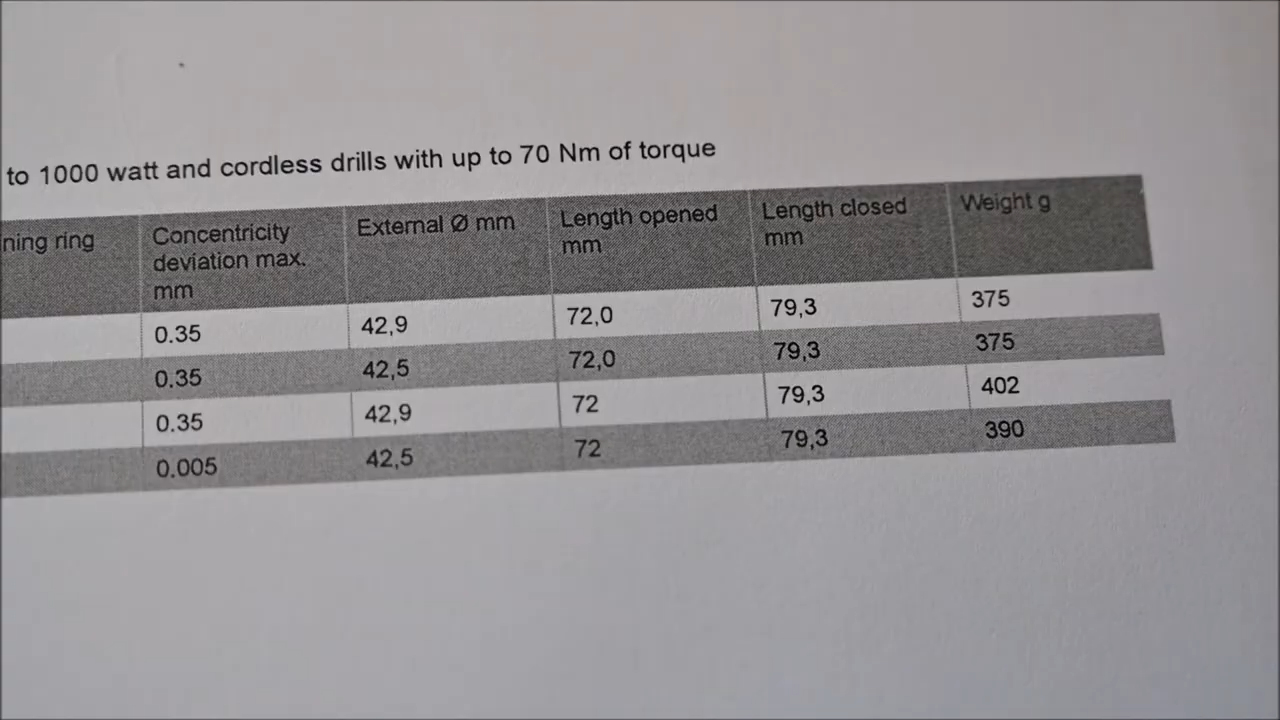 to 1000 watt and cordless drills with up to 70 Nm of torque
ring Concentricity External Ø mm Length opened Length closed Weight g
deviation max. mm mm
mm
0.35 42,9 72,0 79,3 375
0.35 42,5 72,0 79,3 375
0.35 42,9 72 79,3 402
0.005 42,5 72 79,3 390